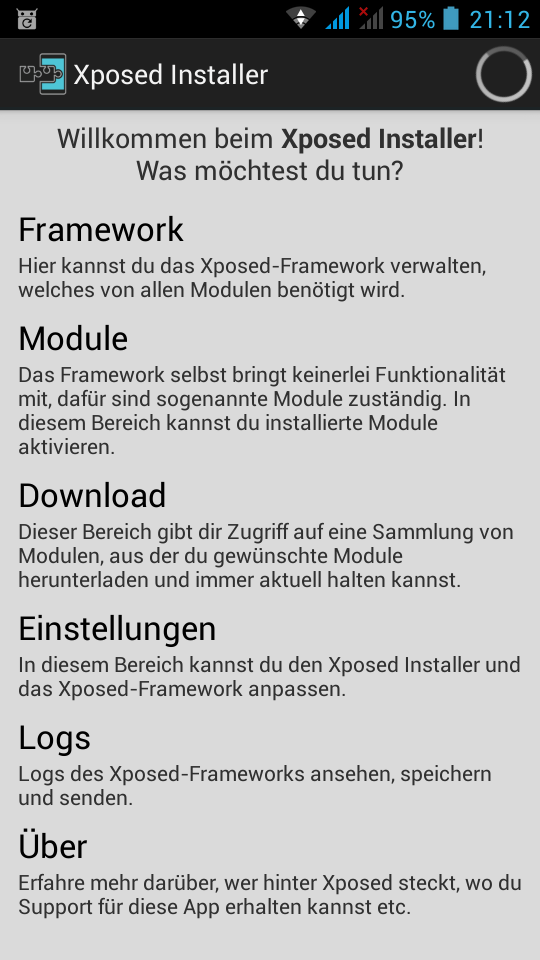 95% 21:12
Xposed Installer
Willkommen beim Xposed Installer!
Was möchtest du tun?
Framework
Hier kannst du das Xposed-Framework verwalten,
welches von allen Modulen benötigt wird.
Module
Das Framework selbst bringt keinerlei Funktionalität
mit, dafür sind sogenannte Module zuständig. In
diesem Bereich kannst du installierte Module
aktivieren.
Download
Dieser Bereich gibt dir Zugriff auf eine Sammlung von
Modulen, aus der du gewünschte Module
herunterladen und immer aktuell halten kannst.
Einstellungen
In diesem Bereich kannst du den Xposed Installer und
das Xposed-Framework anpassen.
Logs
Logs des Xposed-Frameworks ansehen, speichern
und senden.
Über
Erfahre mehr darüber, wer hinter Xposed steckt, wo du
Support für diese App erhalten kannst etc.